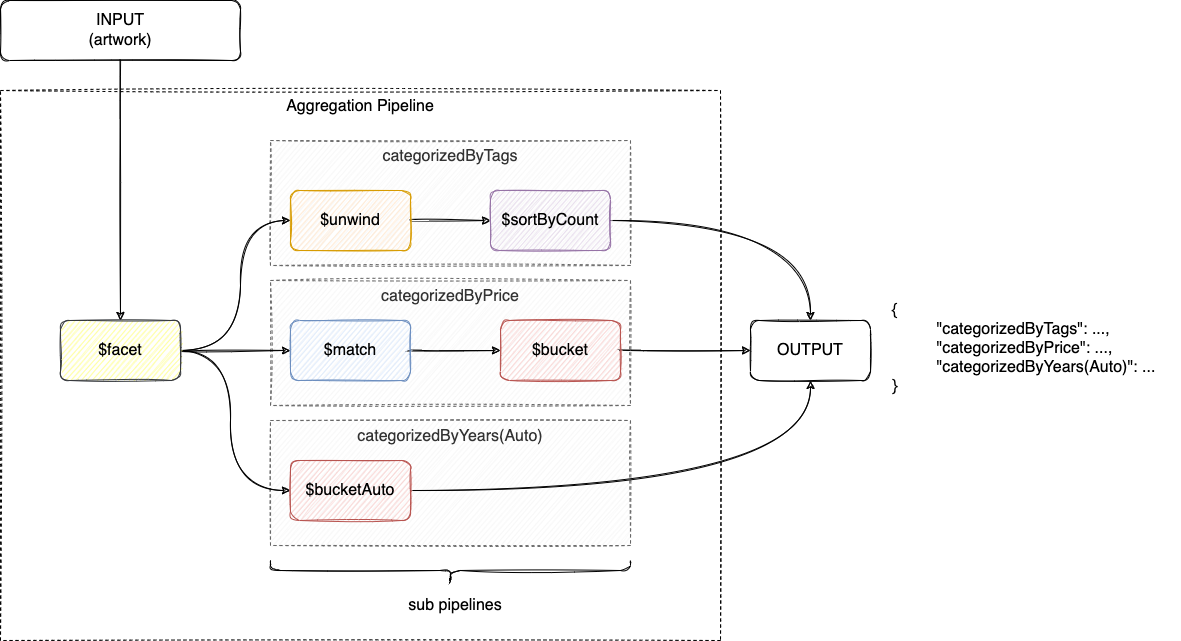 INPUT
(artwork)
Aggregation Pipeline
categorizedByTags
$unwind
$sortByCount
categorizedByPrice
$facet
$match
$bucket
OUTPUT
{
"categorizedByTags": ...,
"categorizedByPrice": ...,
"categorizedByYears(Auto)": ...
}
categorizedByYears(Auto)
$bucketAuto
sub pipelines